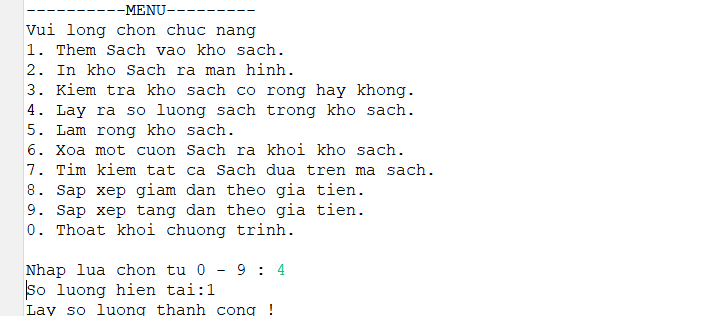 ----------MENU---------
Vui long chon chuc nang
1. Them Sach vao kho sach.
2. In kho Sach ra man hinh.
3. Kiem tra kho sach co rong hay khong.
4. Lay ra so luong sach trong kho sach.
5. Lam rong kho sach.
6. Xoa mot cuon Sach ra khoi kho sach.
7. Tim kiem tat ca Sach dua tren ma sach.
8. Sap xep giam dan theo gia tien.
9. Sap xep tang dan theo gia tien.
0. Thoat khoi chuong trinh.
Nhap lua chon tu 0 - 9 : 4
So luong hien tai:1
Lay so luong thanh cong !